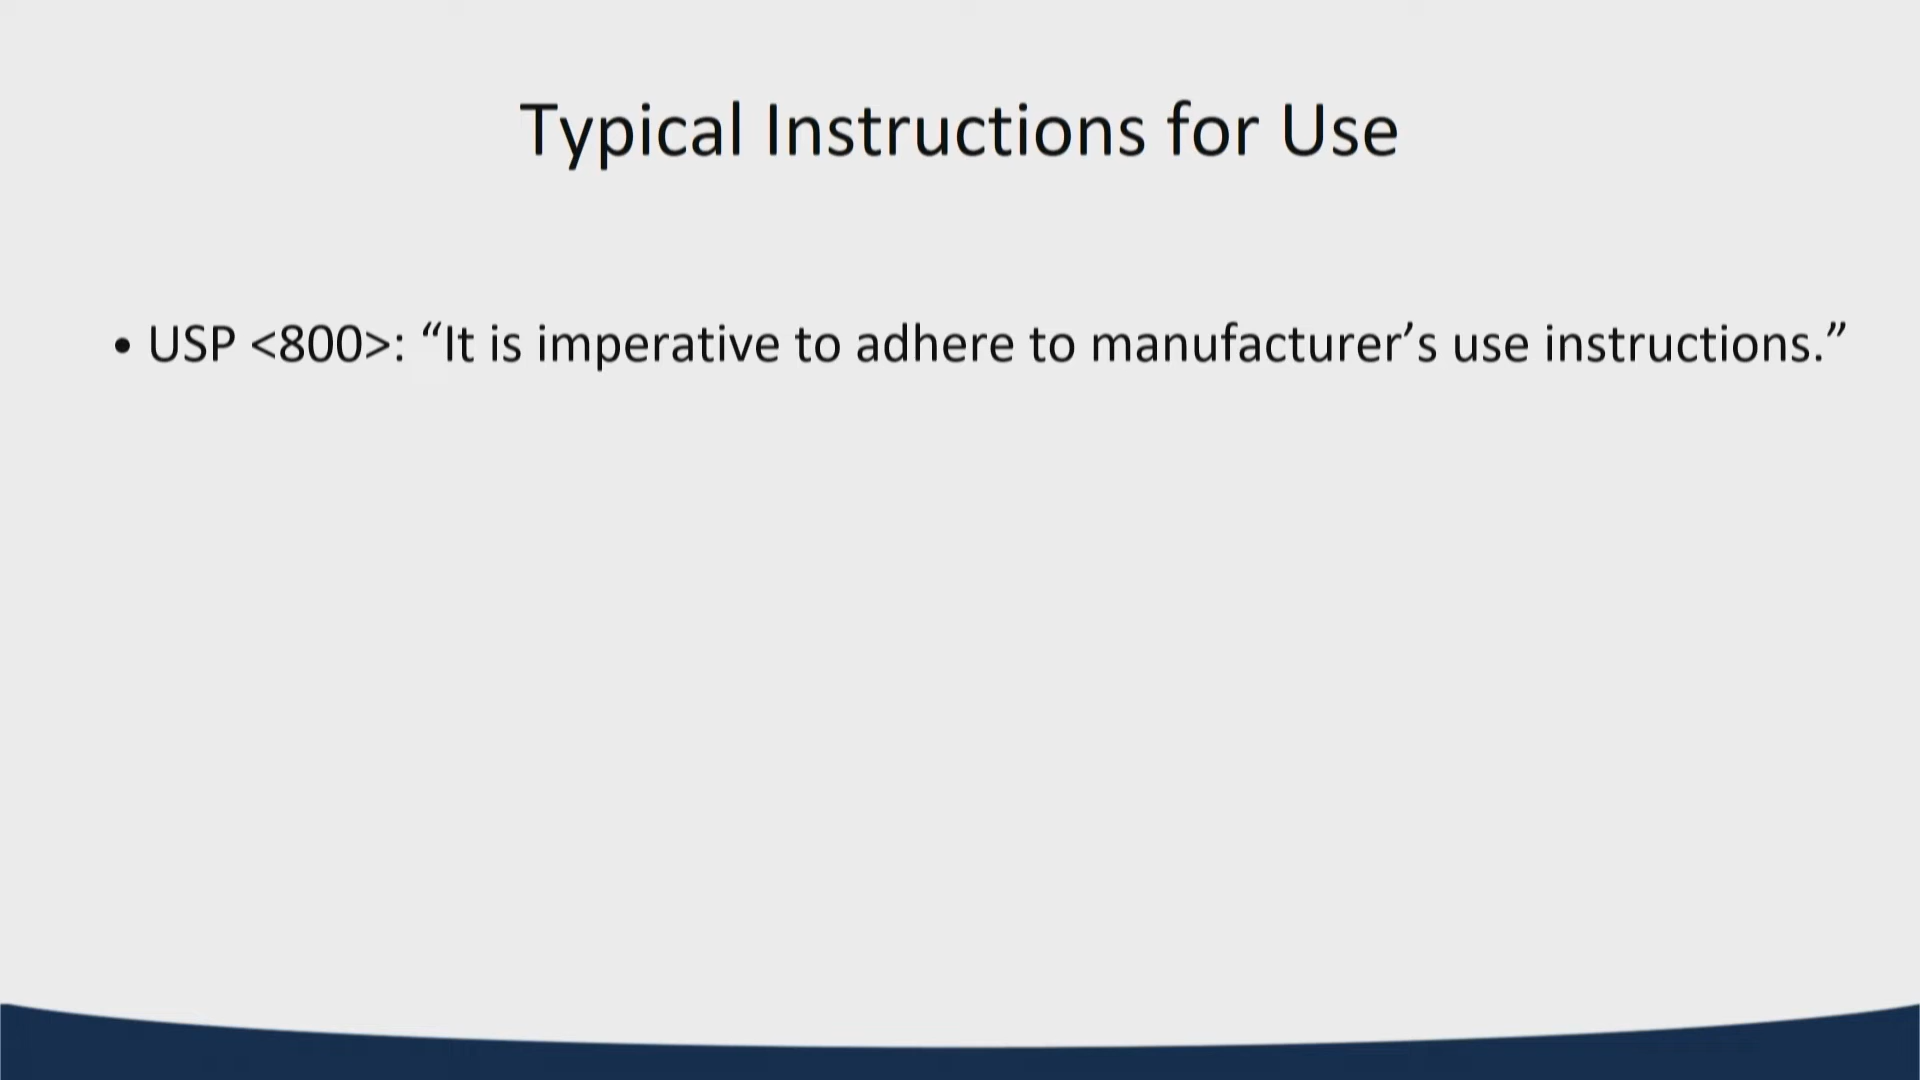 Typical Instructions for Use
• USP <800>: “It is imperative to adhere to manufacturer’s use instructions.”